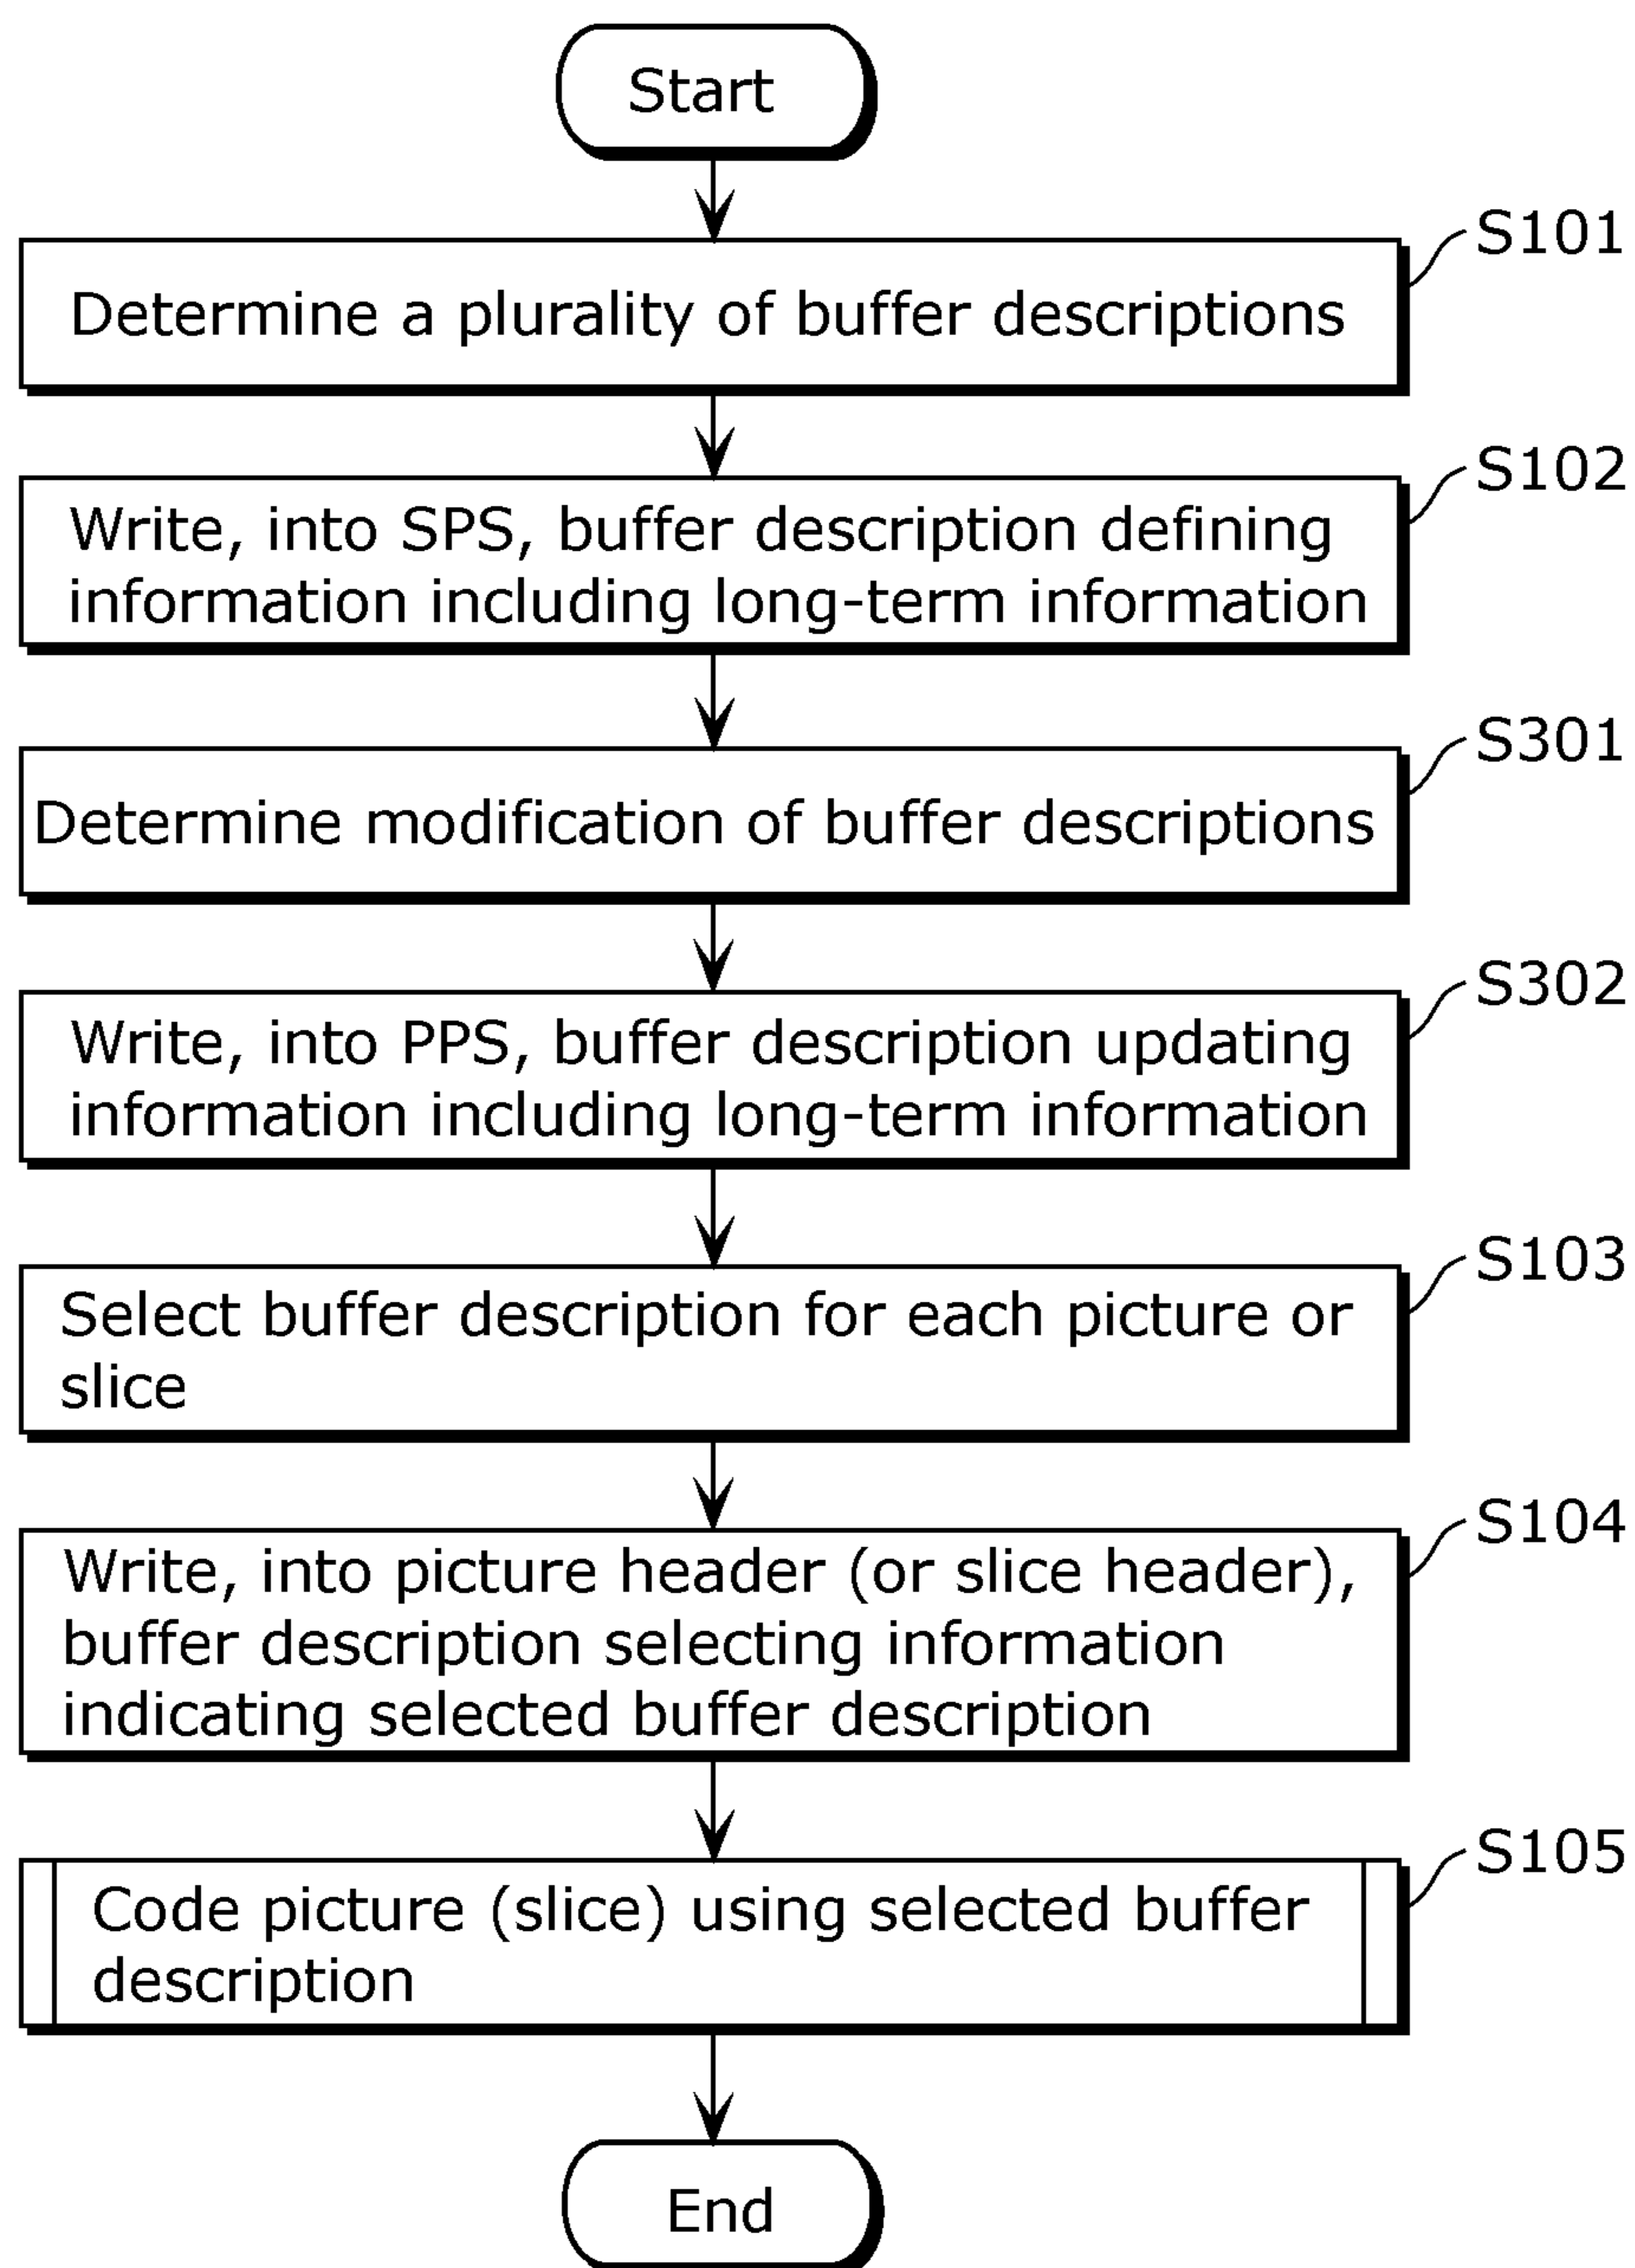 Start
S101
Determine a plurality of buffer descriptions
S102
Write, into SPS, buffer description defining
information including long-term information
S301
Determine modification of buffer descriptions
S302
Write, into PPS, buffer description updating
information including long-term information
S103
Select buffer description for each picture or
slice
S104
Write, into picture header (or slice header),
buffer description selecting information
indicating selected buffer description
S105
Code picture (slice) using selected buffer
description
End